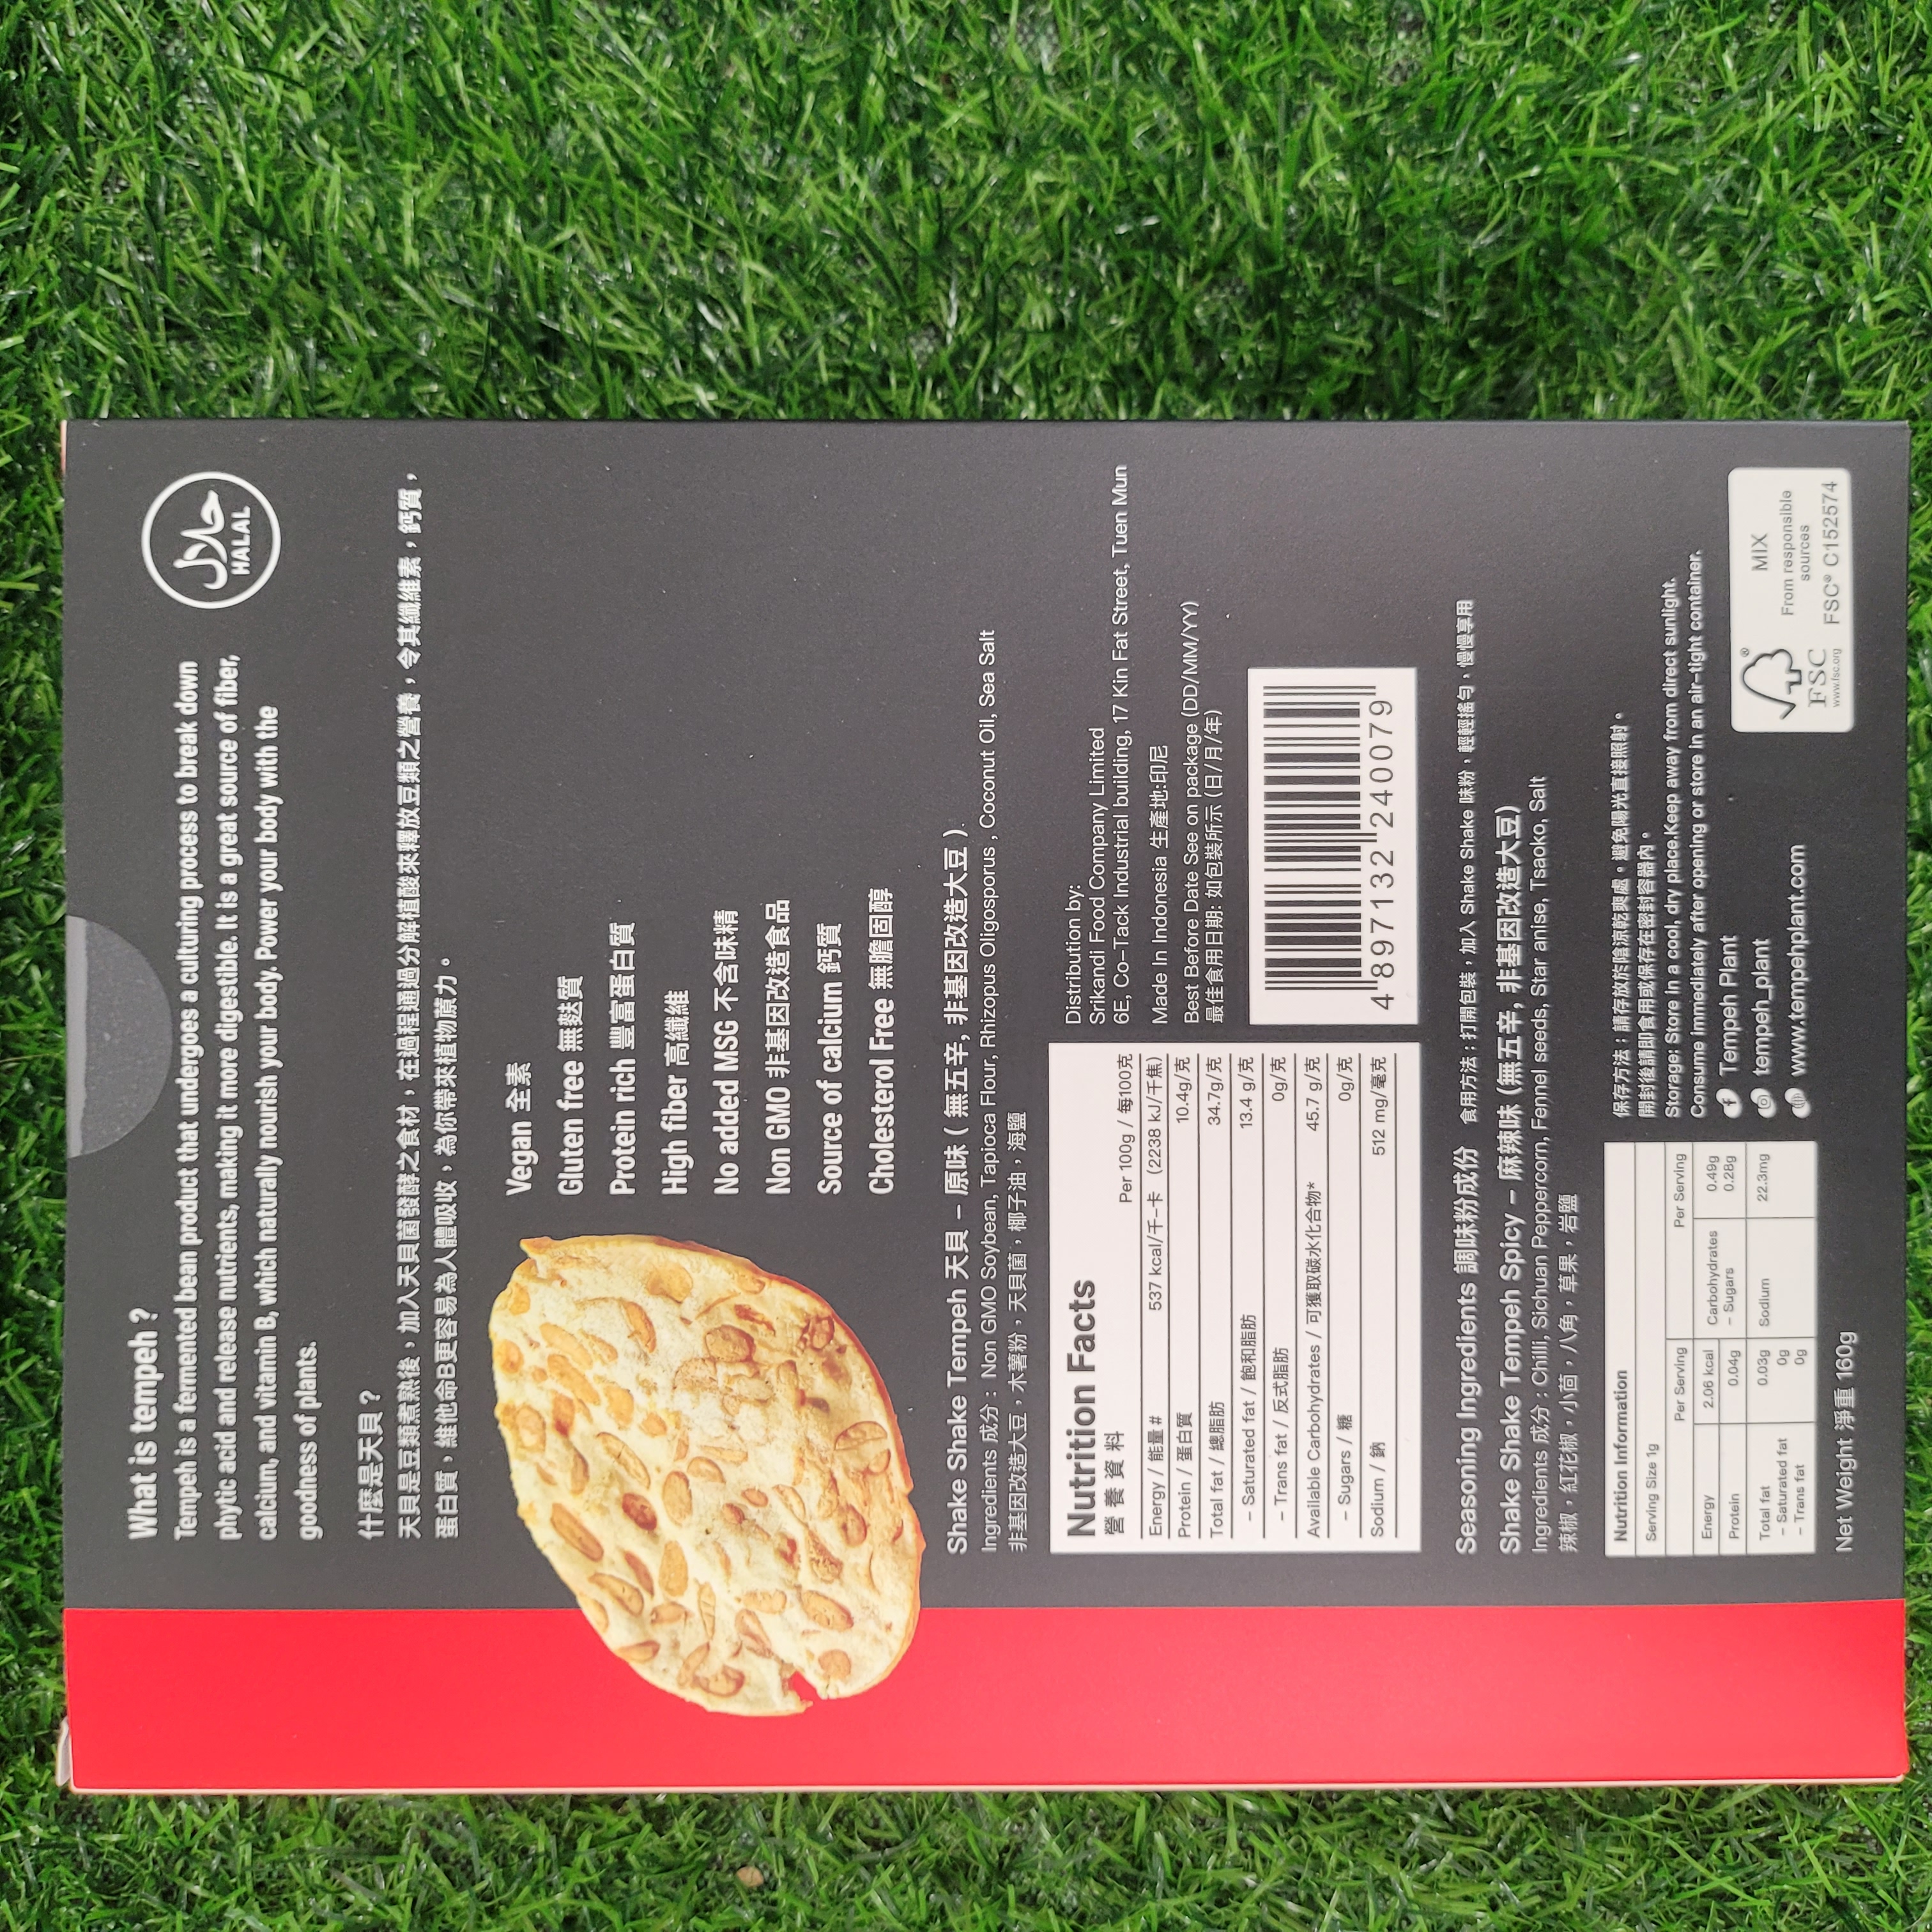 What is tempeh ?
Tempeh is a fermented bean product that undergoes a culturing process to break down
phytic acid and release nutrients, making it more digestible. It is a great source of fiber,
calcium, and vitamin B, which naturally nourish your body. Power your body with the
goodness of plants.
حلال
HALAL
什麼是天貝？
天貝是豆類煮熟後，加入天貝菌發酵之食材，在過程通過分解植酸來釋放豆類之營養，令其纖維素，鈣質，
蛋白質，維他命B更容易為人體吸收，為你帶來植物原力。
Vegan 全素
Gluten free 無麩質
Protein rich 豐富蛋白質
High fiber 高纖維
No added MSG 不含味精
Non GMO 非基因改造食品
Source of calcium 鈣質
Cholesterol Free 無膽固醇
Shake Shake Tempeh 天貝 – 原味 ( 無五辛, 非基因改造大豆 )
Ingredients 成分 : Non GMO Soybean, Tapioca Flour, Rhizopus Oligosporus , Coconut Oil, Sea Salt
非基因改造大豆，木薯粉，天貝菌，椰子油，海鹽
Nutrition Facts
營養資料
Per 100g / 每100克
Energy / 能量 # 537 kcal/千卡 (2238 kJ/千焦)
Protein / 蛋白質 10.4g/克
Total fat / 總脂肪 34.7g/克
– Saturated fat / 飽和脂肪 13.4 g/克
– Trans fat / 反式脂肪 0g/克
Available Carbohydrates / 可獲取碳水化合物* 45.7 g/克
– Sugars / 糖 0g/克
Sodium / 鈉 512 mg/毫克
Distribution by:
Srikandi Food Company Limited
6E, Co-Tack Industrial building, 17 Kin Fat Street, Tuen Mun
Made In Indonesia 生產地:印尼
Best Before Date See on package (DD/MM/YY)
最佳食用日期: 如包裝所示 (日/月/年)
4 897132 240079
Seasoning Ingredients 調味粉成份 食用方法 : 打開包裝，加入 Shake Shake 味粉，輕輕搖勻，慢慢享用
Shake Shake Tempeh Spicy – 麻辣味 (無五辛, 非基因改造大豆)
Ingredients 成分 : Chilli, Sichuan Peppercorn, Fennel seeds, Star anise, Tsaoko, Salt
辣椒，紅花椒，小茴，八角，草果，岩鹽
Nutrition Information
Serving Size 1g
Per Serving Per Serving
Energy 2.06 kcal Carbohydrates 0.49g
Protein 0.04g – Sugars 0.28g
Total fat 0.03g Sodium 22.3mg
– Saturated fat 0g
– Trans fat 0g
保存方法 : 請存放於陰涼乾爽處。避免陽光直接照射。
開封後請即食用或保存在密封容器內。
Storage: Store in a cool, dry place.Keep away from direct sunlight.
Consume immediately after opening or store in an air-tight container.
Tempeh Plant
tempeh_plant
www.tempehplant.com
Net Weight 淨重 160g
FSC
www.fsc.org
MIX
From responsible
sources
FSC® C152574